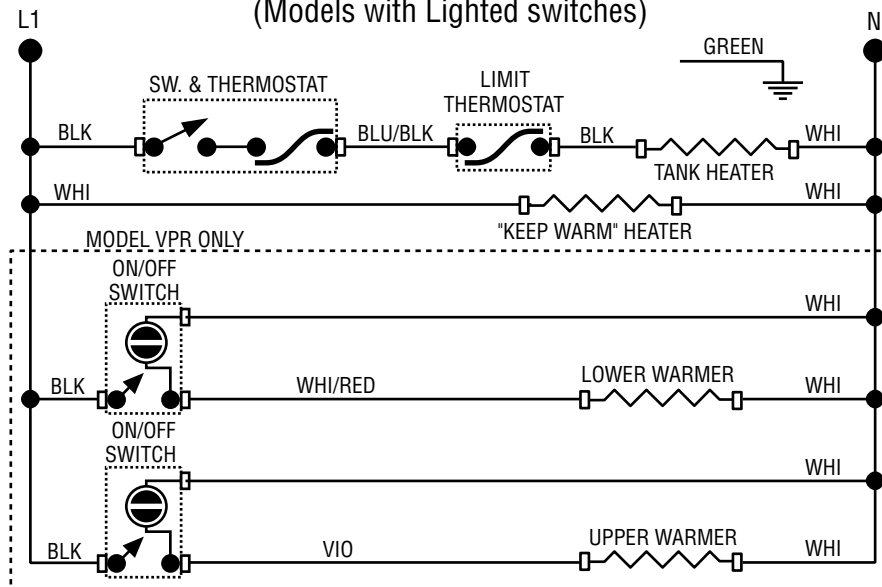 (Models with Lighted switches)
L1
N
GREEN
SW. & THERMOSTAT
LIMIT
THERMOSTAT
BLK
BLU/BLK
BLK
WHI
TANK HEATER
WHI
WHI
"KEEP WARM" HEATER
MODEL VPR ONLY
ON/OFF
SWITCH
WHI
BLK
WHI/RED
LOWER WARMER
WHI
ON/OFF
SWITCH
WHI
BLK
VIO
UPPER WARMER
WHI